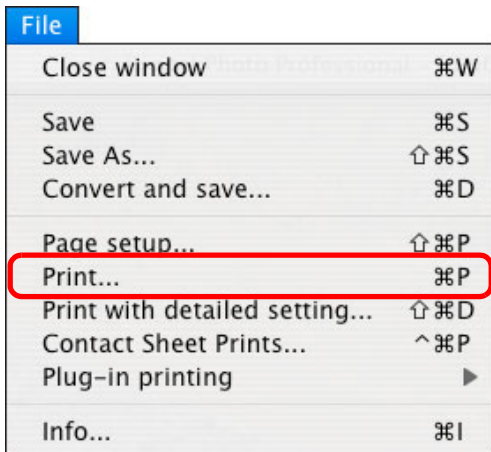 File
Close window ⌘W
Save ⌘S
Save As... ⇧⌘S
Convert and save... ⌘D
Page setup... ⇧⌘P
Print... ⌘P
Print with detailed setting... ⇧⌘D
Contact Sheet Prints... ^⌘P
Plug-in printing ▶
Info... ⌘I